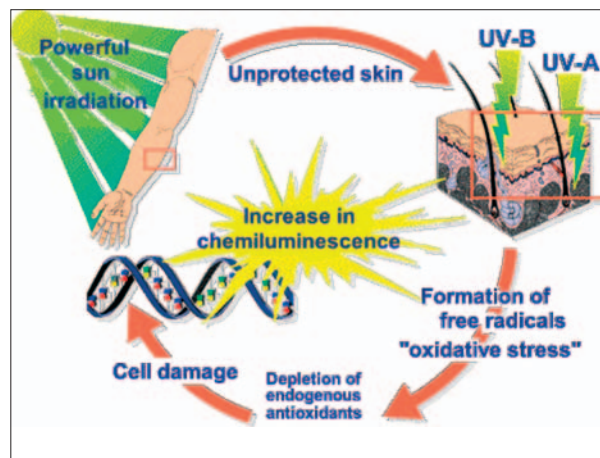 Powerful
sun
irradiation
Unprotected skin
UV-B
UV-A
Increase in
chemiluminescence
Formation of
free radicals
"oxidative stress"
Depletion of
endogenous
antioxidants
Cell damage